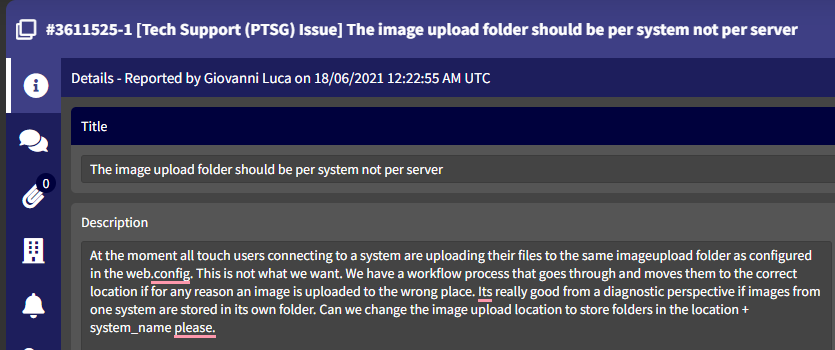 #3611525-1 [Tech Support (PTSG) Issue] The image upload folder should be per system not per server
Details - Reported by Giovanni Luca on 18/06/2021 12:22:55 AM UTC
Title
The image upload folder should be per system not per server
0
Description
At the moment all touch users connecting to a system are uploading their files to the same imageupload folder as configured
in the web.config. This is not what we want. We have a workflow process that goes through and moves them to the correct
location if for any reason an image is uploaded to the wrong place. Its really good from a diagnostic perspective if images from
one system are stored in its own folder. Can we change the image upload location to store folders in the location +
system_name please.